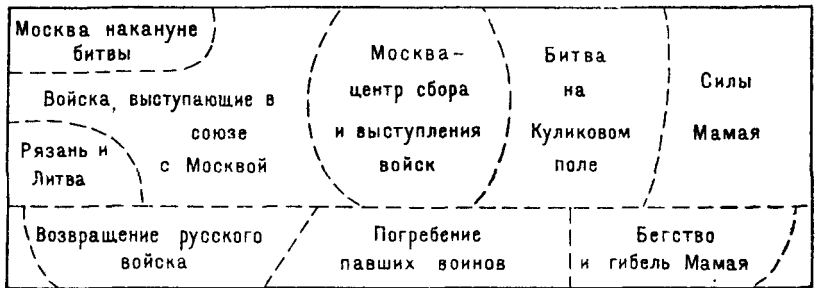 Москва накануне
битвы
Войска, выступающие в
союзе
с Москвой
Рязань и
Литва
Москва-
центр сбора
и выступления
войск
Битва
на
Куликовом
поле
Силы
Мамая
Возвращение русского
войска
Погребение
павших воинов
Бегство
и гибель Мамая